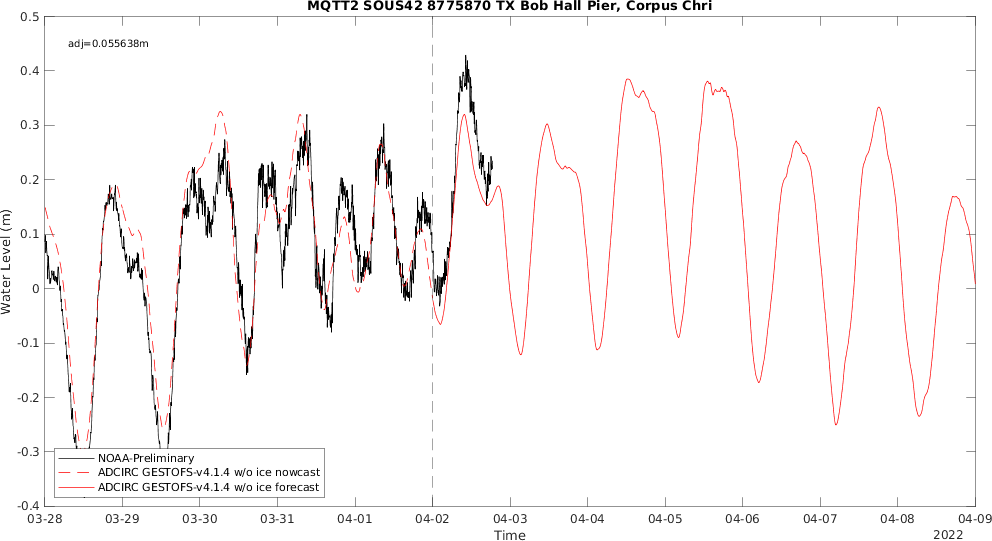 MQTT2 SOUS42 8775870 TX Bob Hall Pier, Corpus Chri
adj=0.055638m
0.5
0.4
0.3
0.2
0.1
0
-0.1
-0.2
-0.3
-0.4
Water Level (m)
NOAA-Preliminary
ADCIRC GESTOFS-v4.1.4 w/o ice nowcast
ADCIRC GESTOFS-v4.1.4 w/o ice forecast
03-28 03-29 03-30 03-31 04-01 04-02 04-03 04-04 04-05 04-06 04-07 04-08 04-09
Time
2022